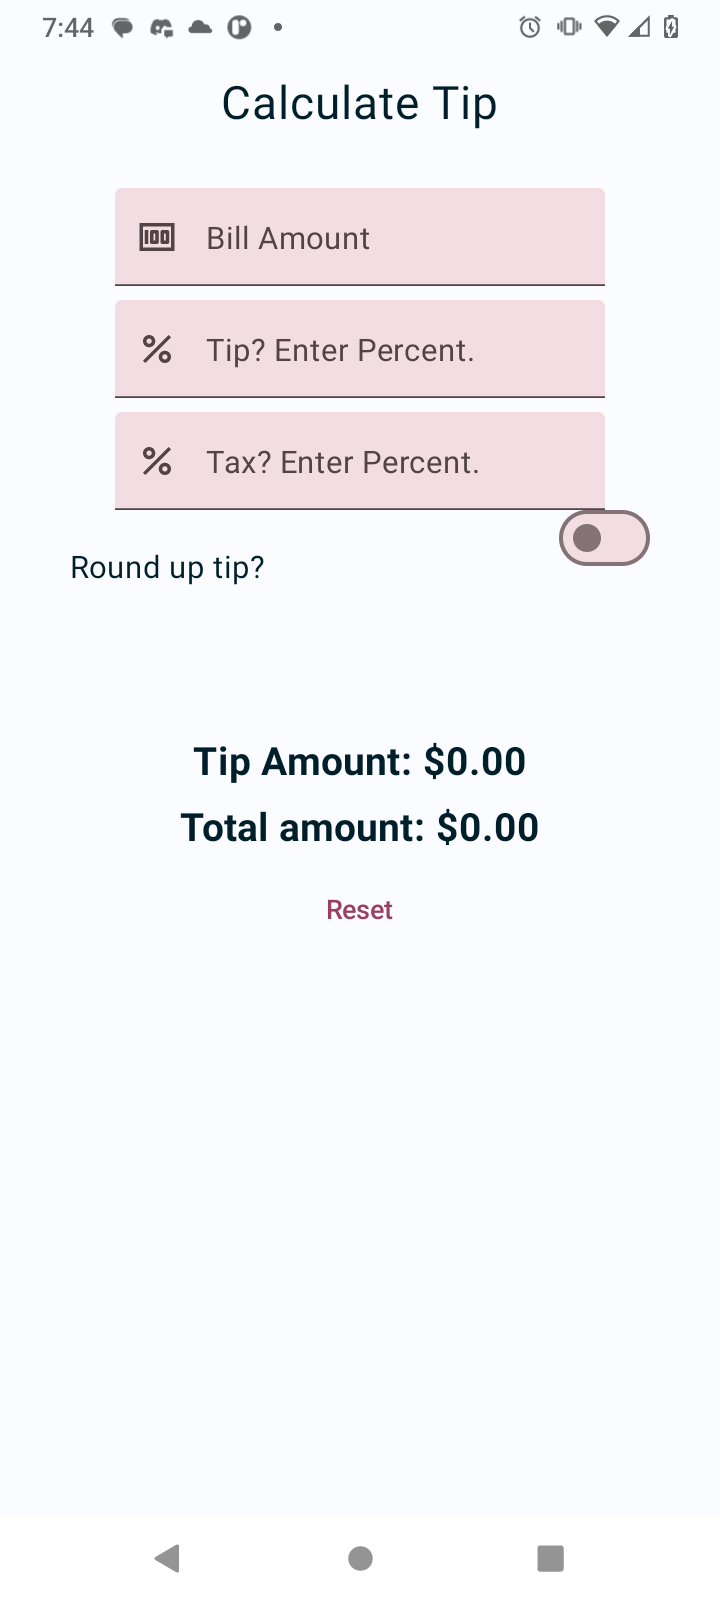 7:44
Calculate Tip
100 Bill Amount
% Tip? Enter Percent.
% Tax? Enter Percent.
Round up tip?
Tip Amount: $0.00
Total amount: $0.00
Reset